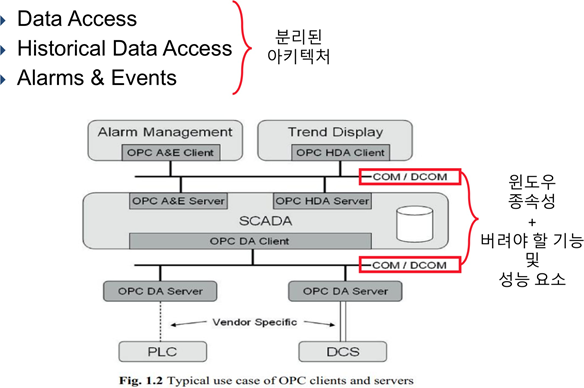 Data Access
Historical Data Access
Alarms & Events
분리된
아키텍처
Alarm Management
OPC A&E Client
Trend Display
OPC HDA Client
COM / DCOM
OPC A&E Server
OPC HDA Server
SCADA
OPC DA Client
COM / DCOM
윈도우
종속성
+
버려야 할 기능
및
성능 요소
OPC DA Server
OPC DA Server
Vendor Specific
PLC
DCS
Fig. 1.2 Typical use case of OPC clients and servers